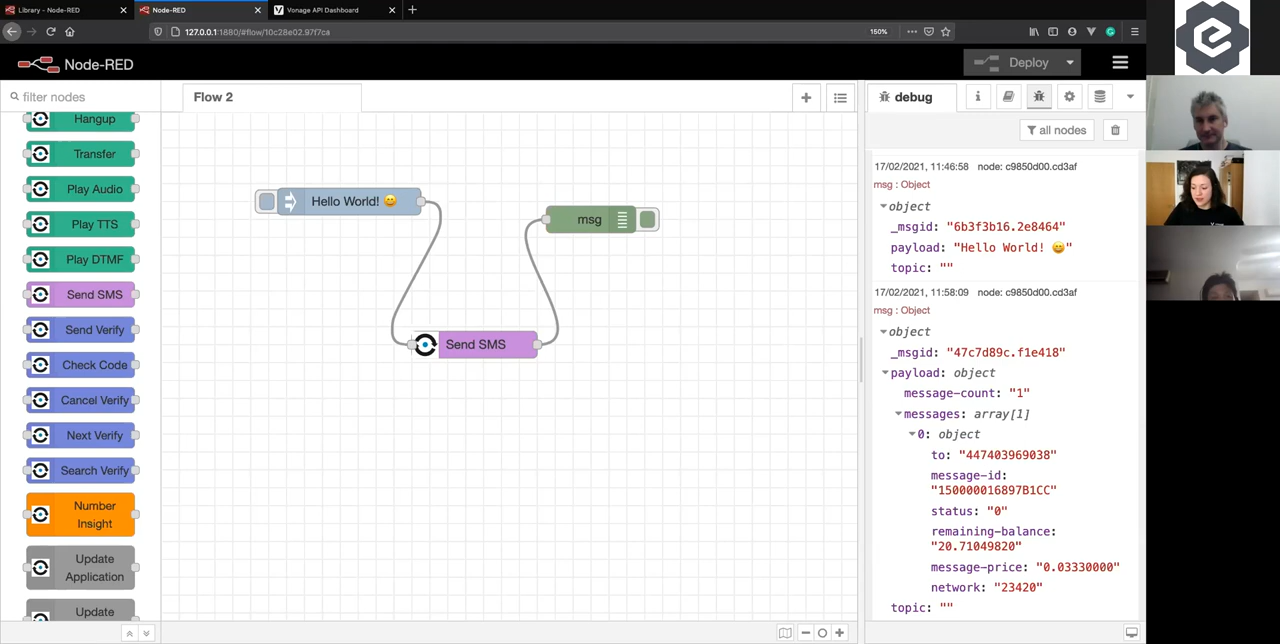 Library - Node-RED
Node-RED
Vonage API Dashboard
127.0.0.1:1880/#flow/10c28e02.97f7ca
150%
Node-RED
Deploy
filter nodes
Flow 2
debug
all nodes
Hangup
Transfer
Play Audio
Play TTS
Play DTMF
Send SMS
Send Verify
Check Code
Cancel Verify
Next Verify
Search Verify
Number
Insight
Update
Application
Update
Hello World! 😀
msg
Send SMS
17/02/2021, 11:46:58 node: c9850d00.cd3af
msg : Object
object
_msgid: "6b3f3b16.2e8464"
payload: "Hello World! 😀"
topic: ""
17/02/2021, 11:58:09 node: c9850d00.cd3af
msg : Object
object
_msgid: "47c7d89c.f1e418"
payload: object
message-count: "1"
messages: array[1]
0: object
to: "447403969038"
message-id:
"150000016897B1CC"
status: "0"
remaining-balance:
"20.71049820"
message-price: "0.03330000"
network: "23420"
topic: ""